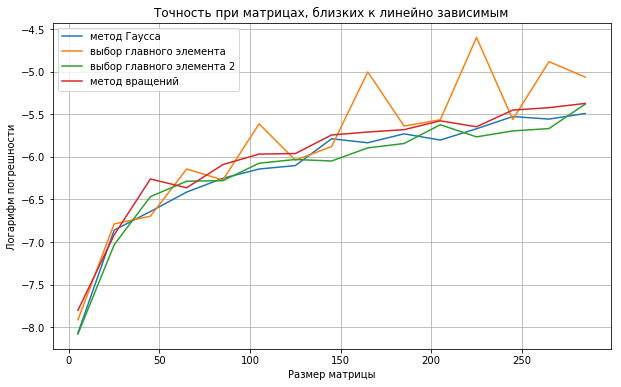 Точность при матрицах, близких к линейно зависимым
метод Гаусса
выбор главного элемента
выбор главного элемента 2
метод вращений
Логарифм погрешности
−4.5
−5.0
−5.5
−6.0
−6.5
−7.0
−7.5
−8.0
0
50
100
150
200
250
Размер матрицы